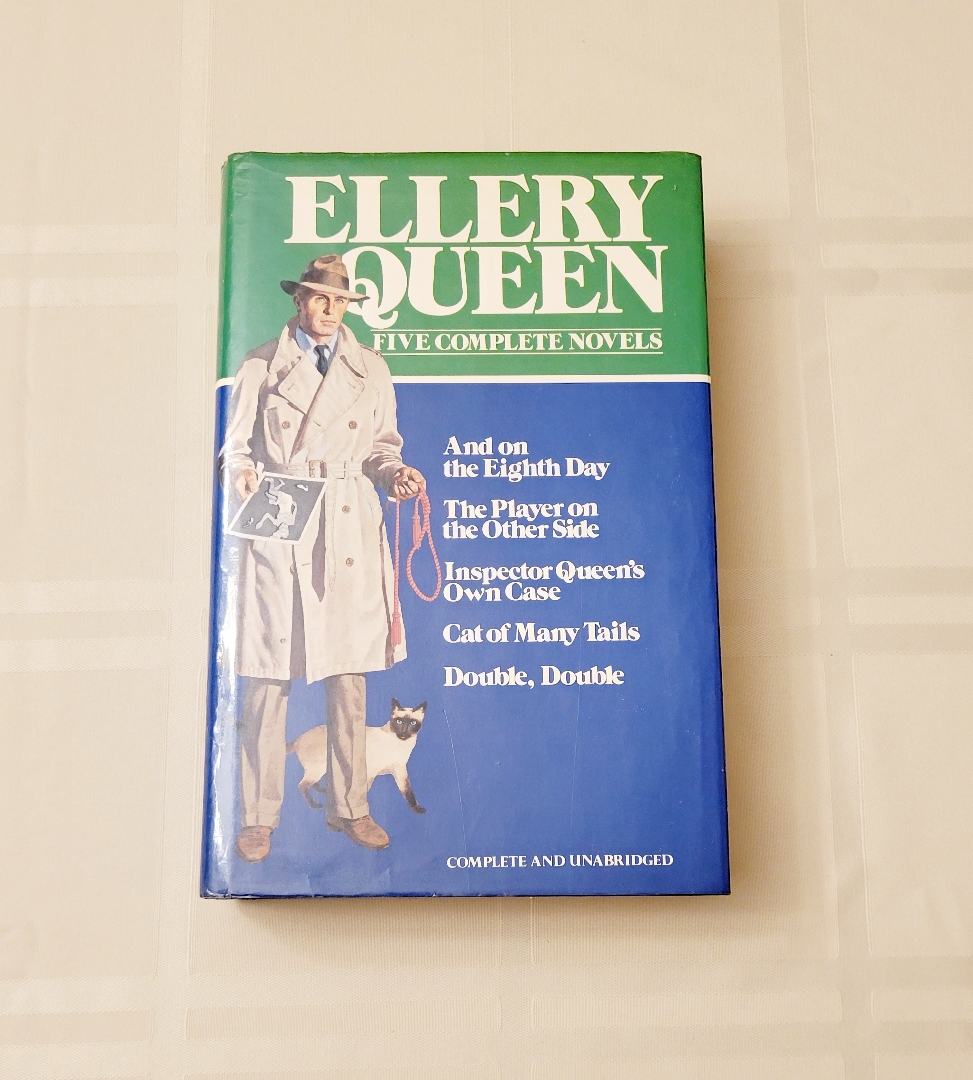 ELLERY
QUEEN
FIVE COMPLETE NOVELS
And on
the Eighth Day
The Player on
the Other Side
Inspector Queen's
Own Case
Cat of Many Tails
Double, Double
COMPLETE AND UNABRIDGED